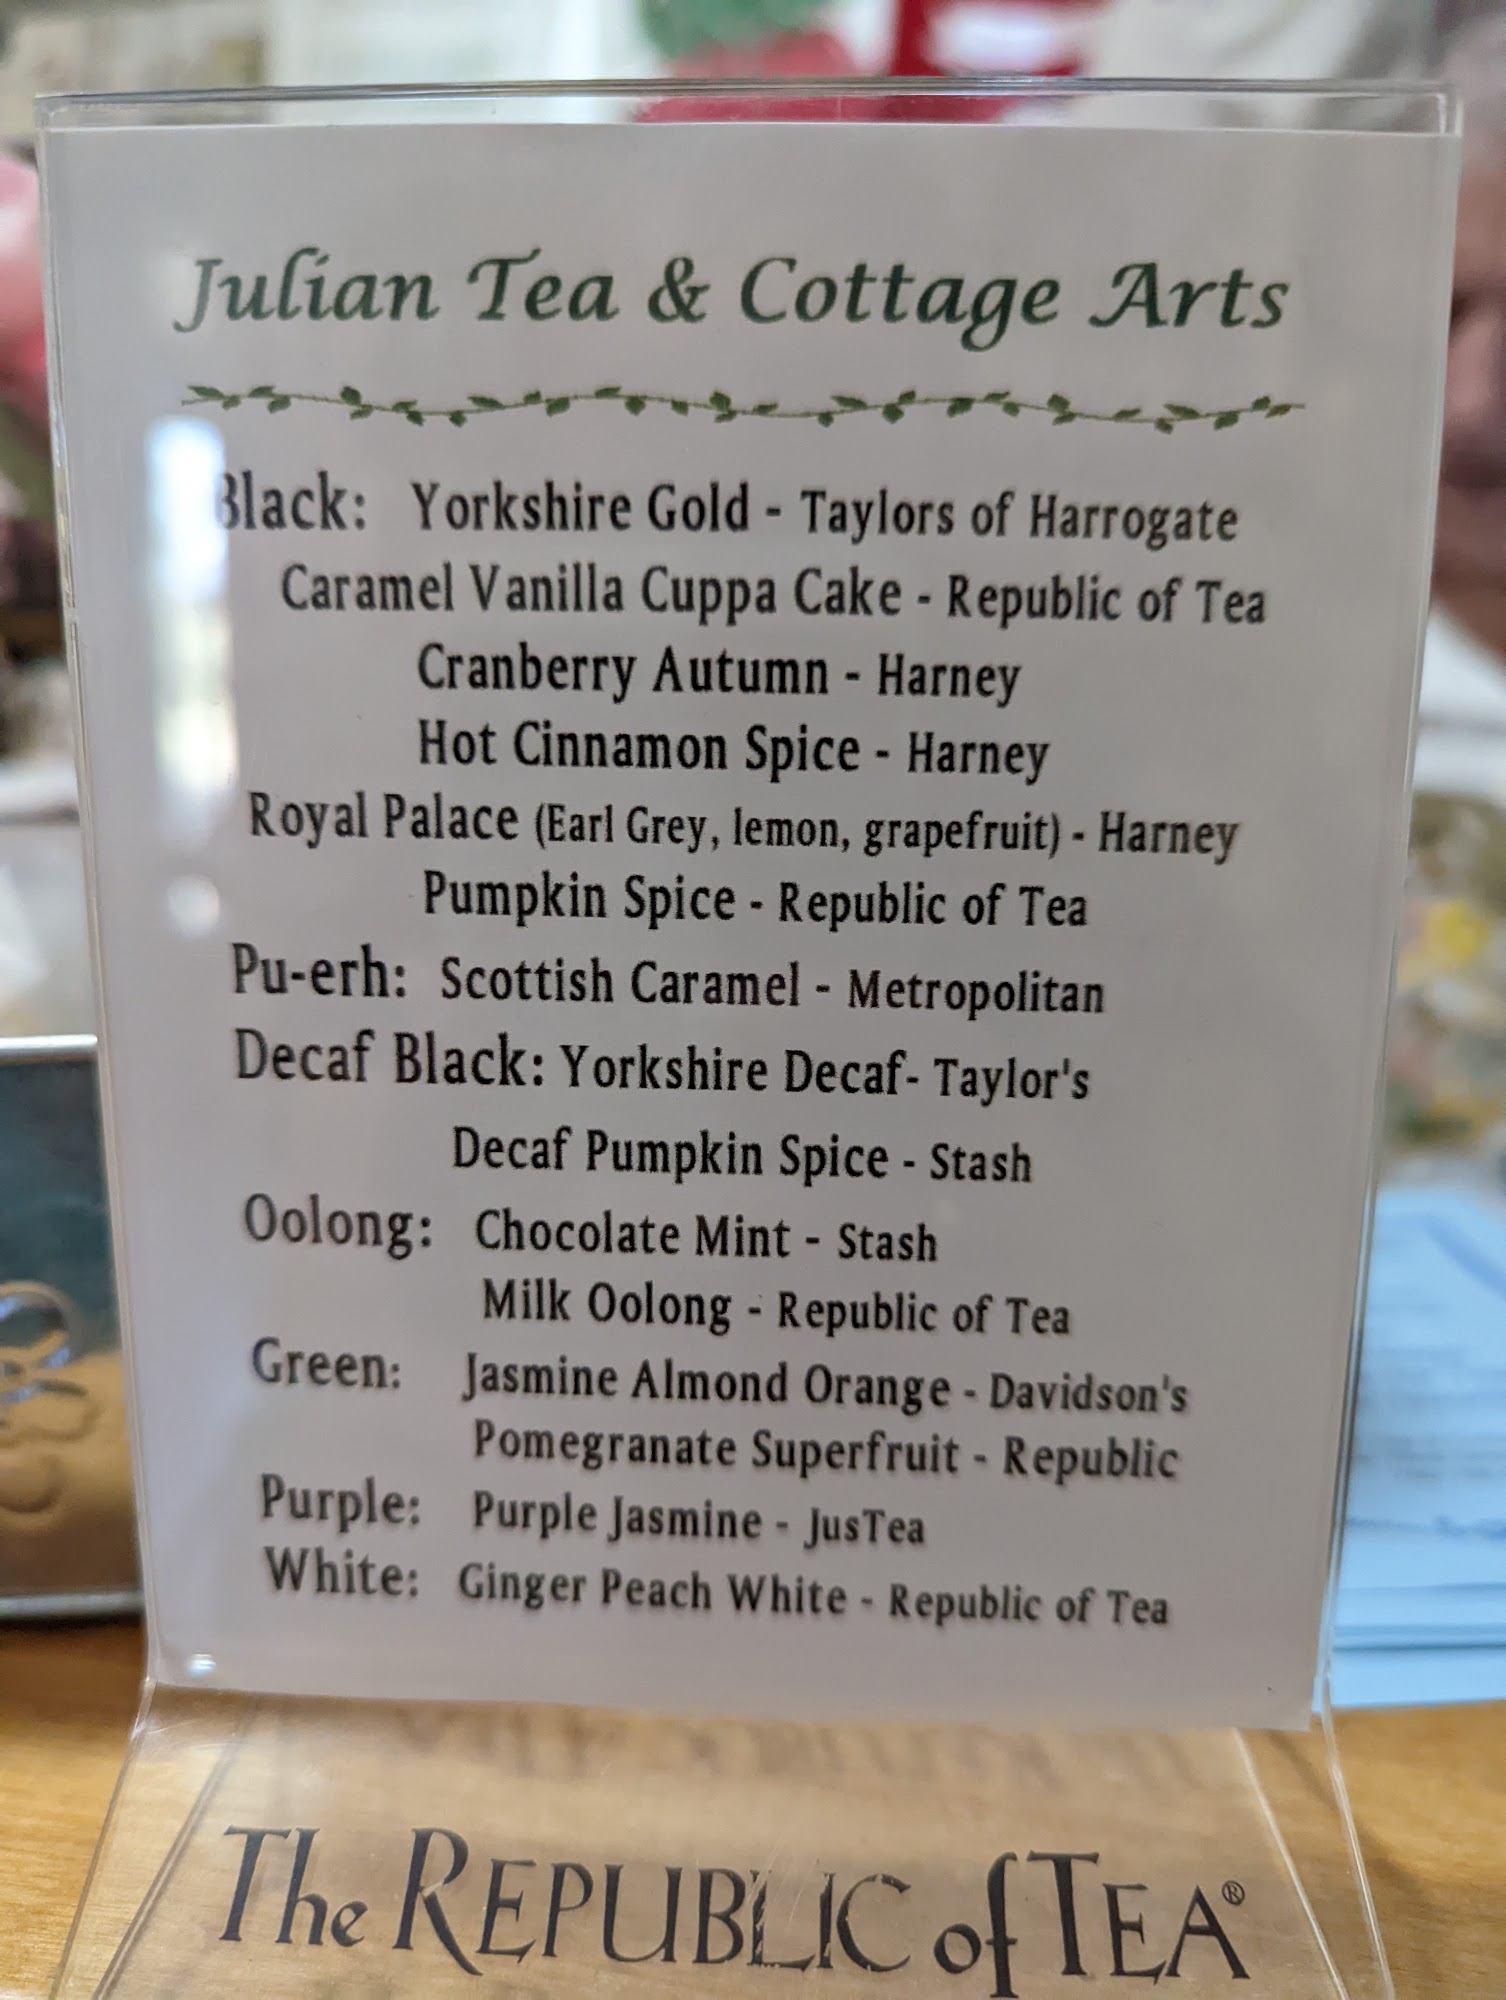 Julian Tea & Cottage Arts
Black: Yorkshire Gold - Taylors of Harrogate
Caramel Vanilla Cuppa Cake - Republic of Tea
Cranberry Autumn - Harney
Hot Cinnamon Spice - Harney
Royal Palace (Earl Grey, lemon, grapefruit) - Harney
Pumpkin Spice - Republic of Tea
Pu-erh: Scottish Caramel - Metropolitan
Decaf Black: Yorkshire Decaf- Taylor's
Decaf Pumpkin Spice - Stash
Oolong: Chocolate Mint - Stash
Milk Oolong - Republic of Tea
Green: Jasmine Almond Orange - Davidson's
Pomegranate Superfruit - Republic
Purple: Purple Jasmine - JusTea
White: Ginger Peach White - Republic of Tea
The REPUBLIC of TEA®